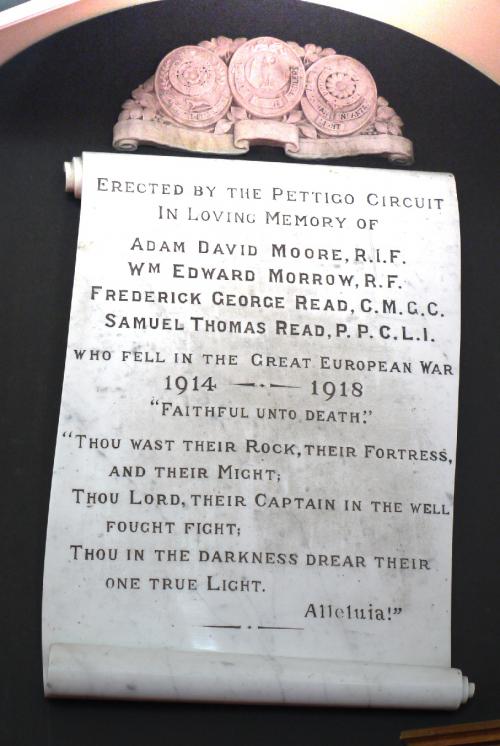 Erected by the Pettigo Circuit
In Loving Memory of
Adam David Moore, R.I.F.
Wm Edward Morrow, R.F.
Frederick George Read, C.M.G.C.
Samuel Thomas Read, P.P.C.L.I.
who fell in the Great European War
1914 — · — 1918
"Faithful unto death."
"Thou wast their Rock, their Fortress,
and their Might;
Thou Lord, their Captain in the well
fought fight;
Thou in the darkness drear their
one true Light.
Alleluia!"